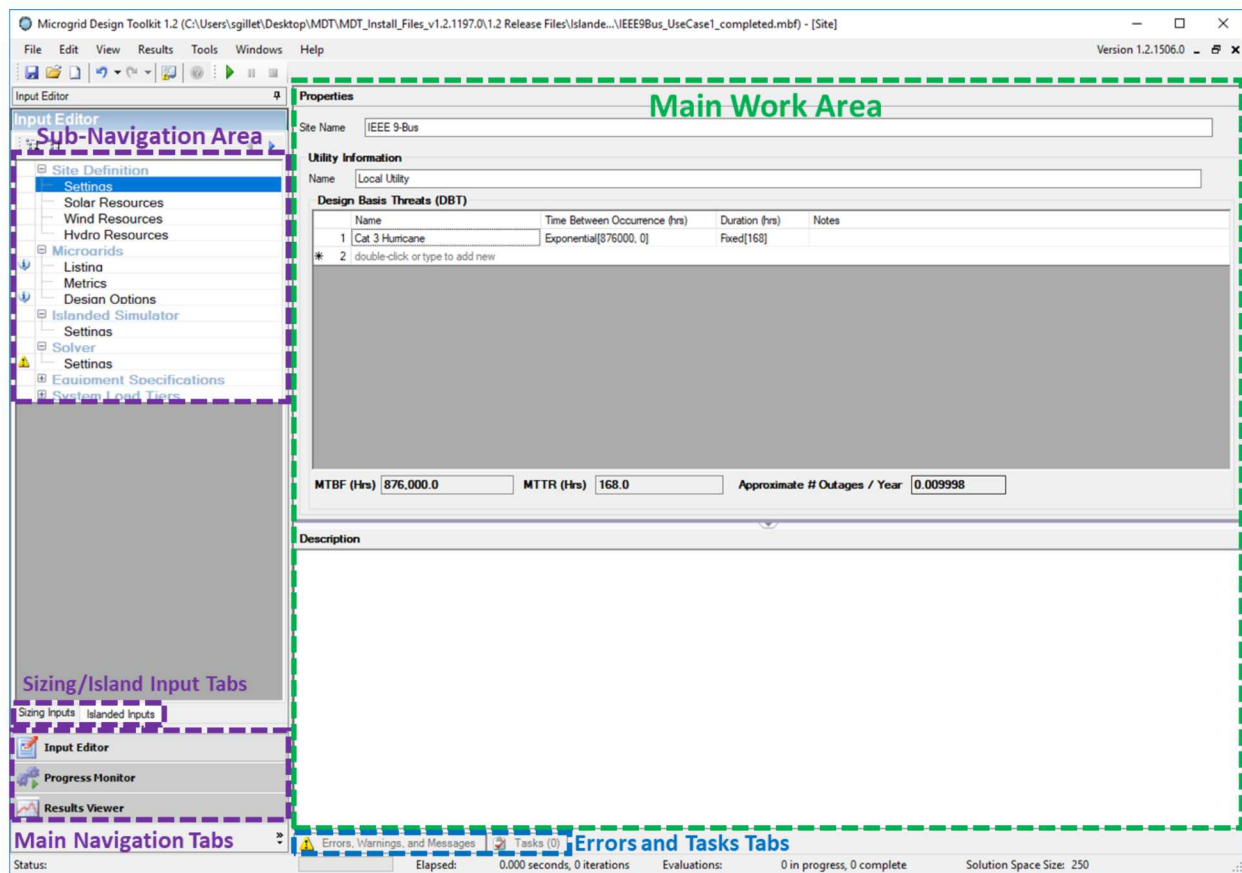 Microgrid Design Toolkit 1.2 (C:\Users\sgillet\Desktop\MDT\MDT_Install_Files_v1.2.1197.0\1.2 Release Files\Islande...\IEEE9Bus_UseCase1_completed.mbf) - [Site]
File Edit View Results Tools Windows Help Version 1.2.1506.0
Input Editor
Input Editor
Sub-Navigation Area
Site Definition
Settings
Solar Resources
Wind Resources
Hydro Resources
Microgrids
Listing
Metrics
Design Options
Islanded Simulator
Settings
Solver
Settings
Equipment Specifications
System Load Tiers
Sizing/Island Input Tabs
Sizing Inputs Islanded Inputs
Input Editor
Progress Monitor
Results Viewer
Main Navigation Tabs
Properties
Main Work Area
Site Name IEEE 9-Bus
Utility Information
Name Local Utility
Design Basis Threats (DBT)
Name Time Between Occurrence (hrs) Duration (hrs) Notes
1 Cat 3 Hurricane Exponential[876000, 0] Fixed[168]
2 double-click or type to add new
MTBF (Hrs) 876,000.0 MTTR (Hrs) 168.0 Approximate # Outages / Year 0.009998
Description
Errors, Warnings, and Messages Tasks (0) Errors and Tasks Tabs
Status: Elapsed: 0.000 seconds, 0 iterations Evaluations: 0 in progress, 0 complete Solution Space Size: 250